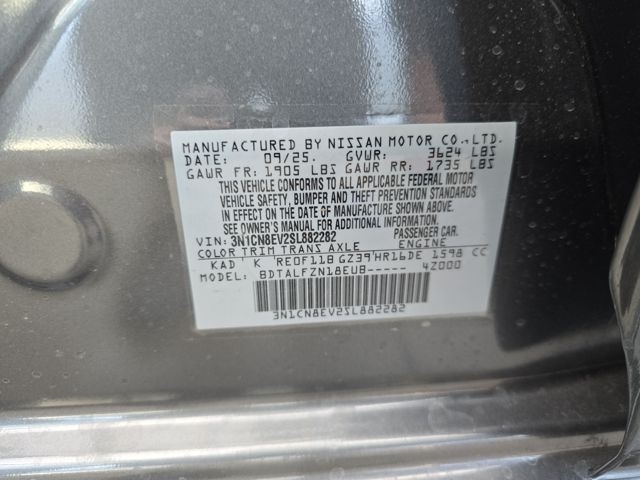 MANUFACTURED BY NISSAN MOTOR CO., LTD.
DATE: 09/25. GVWR: 3624 LBS
GAWR FR: 1905 LBS GAWR RR: 1735 LBS
THIS VEHICLE CONFORMS TO ALL APPLICABLE FEDERAL MOTOR
VEHICLE SAFETY, BUMPER, AND THEFT PREVENTION STANDARDS
IN EFFECT ON THE DATE OF MANUFACTURE SHOWN ABOVE.
SEE OWNER'S MANUAL FOR ADDITIONAL INFORMATION.
VIN: 3N1CN8EV2SL882282 PASSENGER CAR.
COLOR TRIM TRANS AXLE ENGINE
KAD K RE0F11B GZ39 HR16DE 1598 CC
MODEL: BDTALFZN18EUB----- 4Z000
3N1CN8EV2SL882282